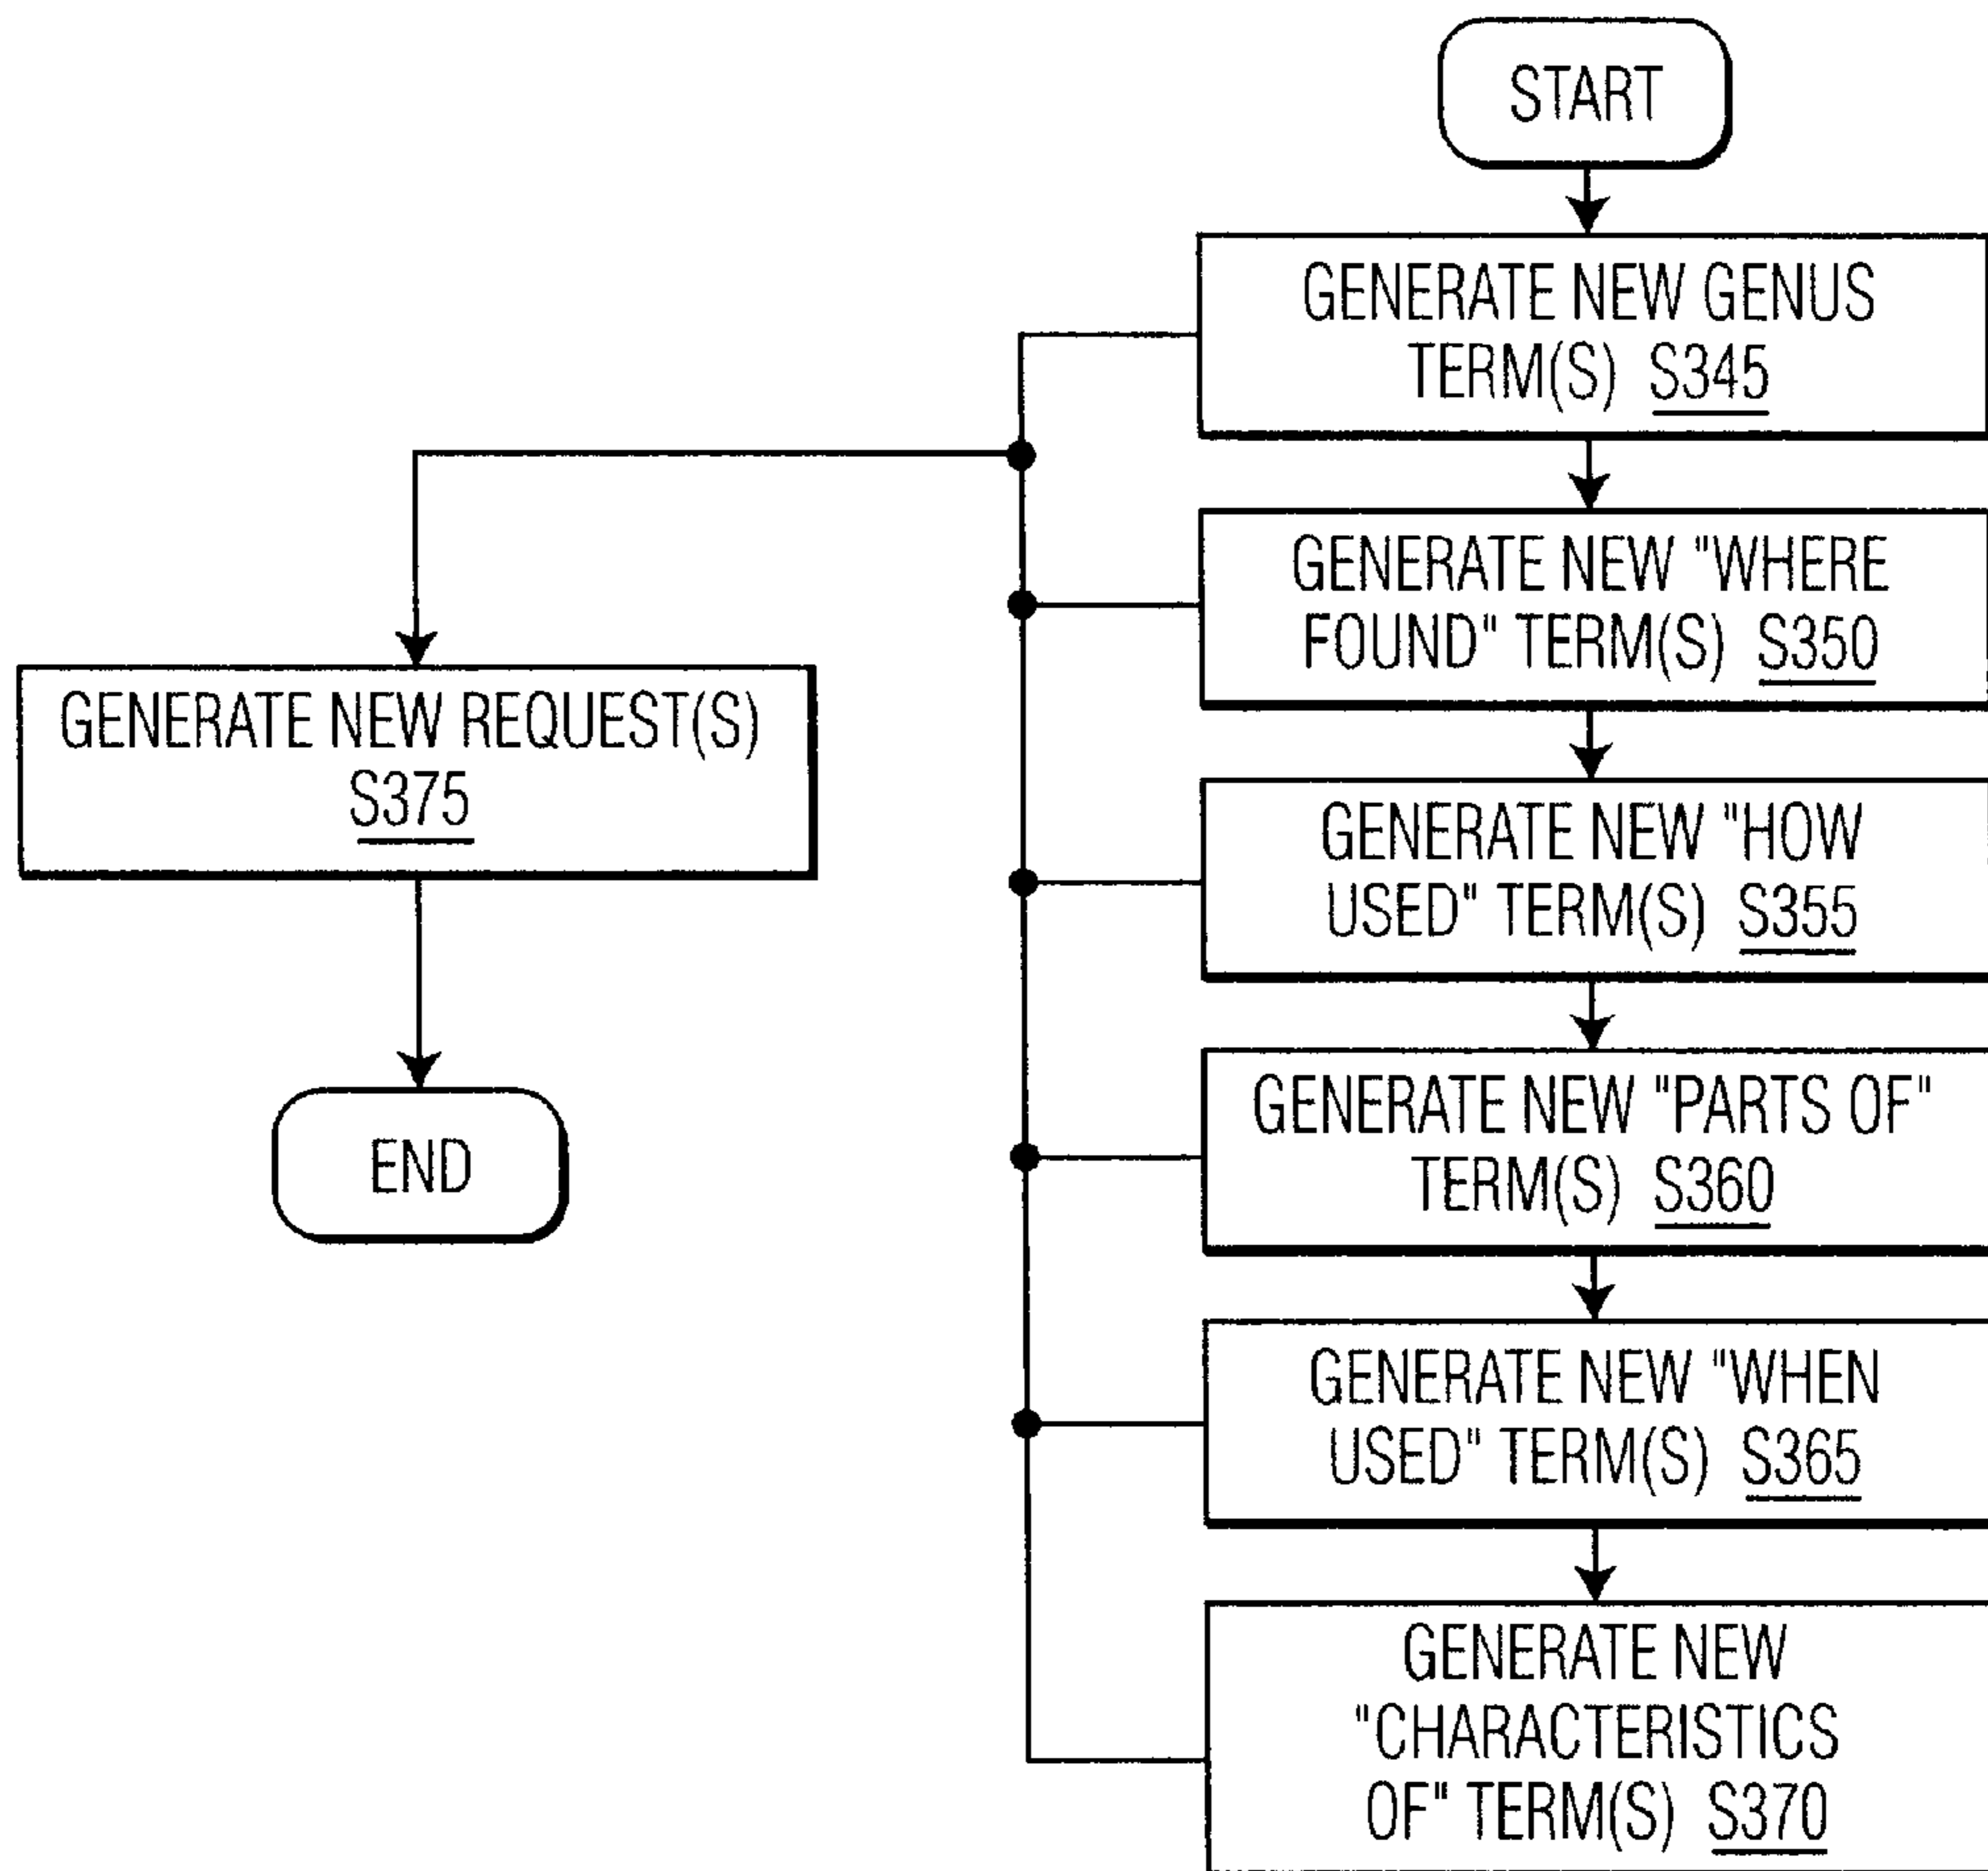 START
GENERATE NEW GENUS
TERM(S) S345
GENERATE NEW "WHERE
FOUND" TERM(S) S350
GENERATE NEW "HOW
USED" TERM(S) S355
GENERATE NEW "PARTS OF"
TERM(S) S360
GENERATE NEW "WHEN
USED" TERM(S) S365
GENERATE NEW
"CHARACTERISTICS
OF" TERM(S) S370
GENERATE NEW REQUEST(S)
S375
END